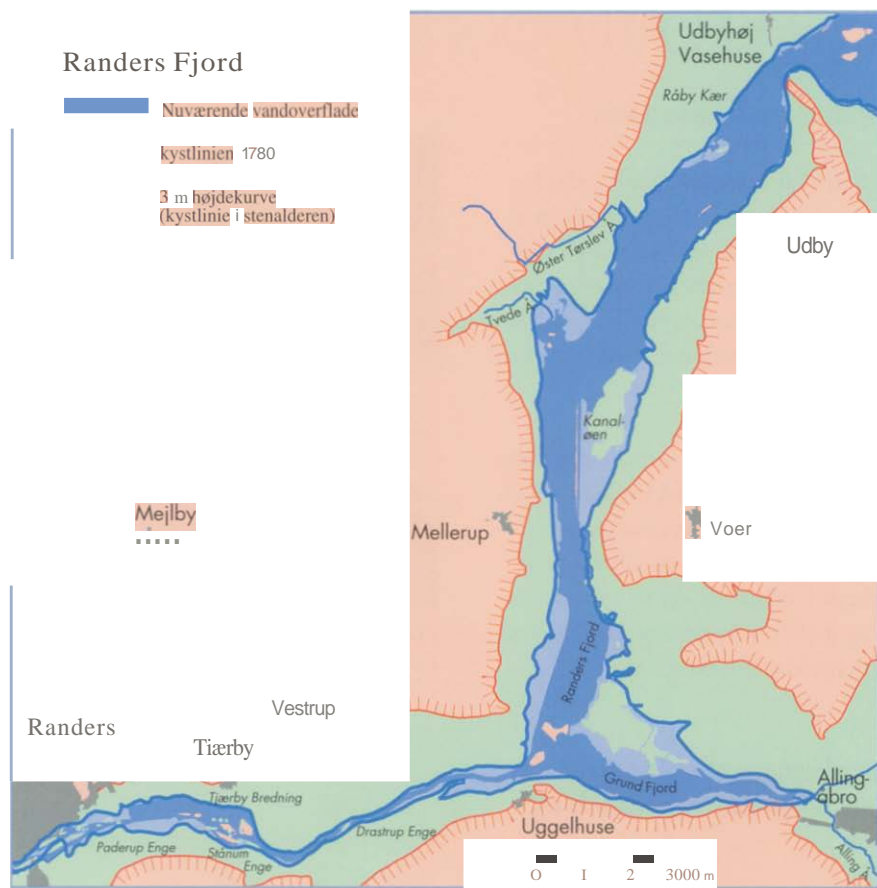 Randers Fjord
Nuværende vandoverflade
kystlinien 1780
3 m højdekurve
(kystlinie i stenalderen)
Udbyhøj
Vasehuse
Råby Kær
Udby
Øster Tørslev Å
Tvede Å
Kanal-
øen
Mejlby
Mellerup
Voer
Randers Fjord
Vestrup
Randers
Tiærby
Grund Fjord
Alling-
åbro
Tjærby Bredning
Drastrup Enge
Uggelhuse
Paderup Enge
Stånum
Enge
Alling Å
O I 2 3000 m